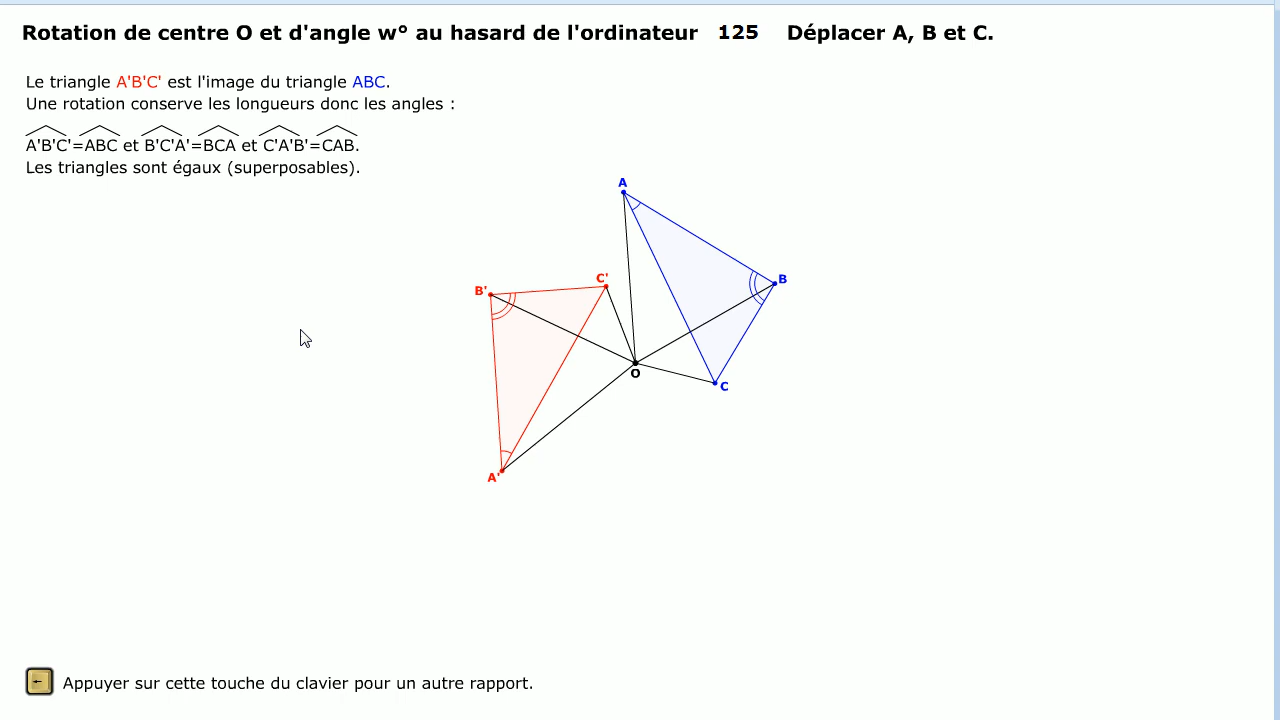 Rotation de centre O et d'angle w° au hasard de l'ordinateur 125 Déplacer A, B et C.
Le triangle A'B'C' est l'image du triangle ABC.
Une rotation conserve les longueurs donc les angles :
A'B'C'=ABC et B'C'A'=BCA et C'A'B'=CAB.
Les triangles sont égaux (superposables).
A
B
C'
B'
O
C
A'
← Appuyer sur cette touche du clavier pour un autre rapport.